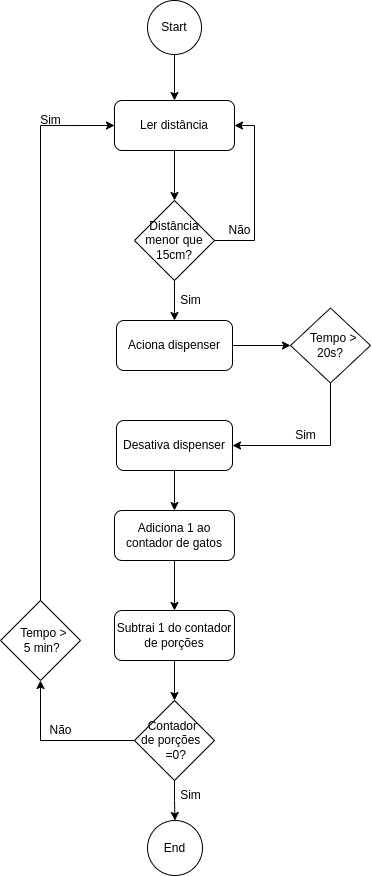 Start
Sim
Ler distância
Distância
menor que
15cm?
Não
Sim
Aciona dispenser
Tempo >
20s?
Sim
Desativa dispenser
Adiciona 1 ao
contador de gatos
Subtrai 1 do contador
de porções
Tempo >
5 min?
Não
Contador
de porções
=0?
Sim
End